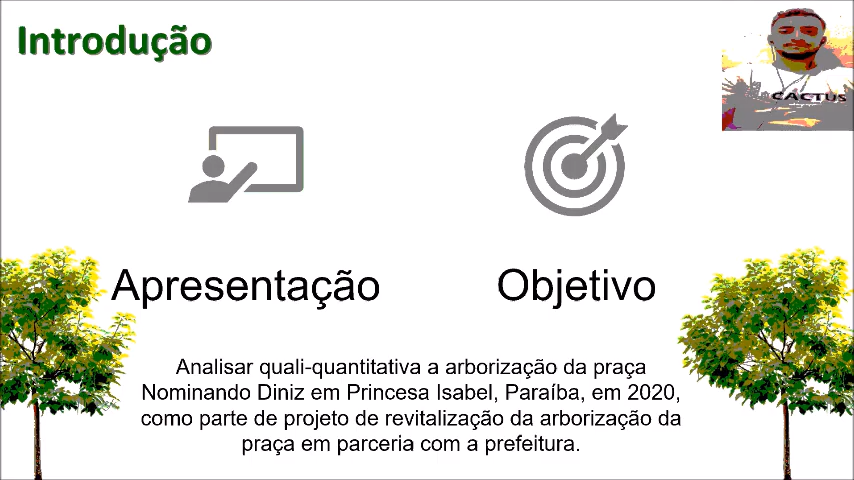 Introdução
CACTUS
Apresentação
Objetivo
Analisar quali-quantitativa a arborização da praça
Nominando Diniz em Princesa Isabel, Paraíba, em 2020,
como parte de projeto de revitalização da arborização da
praça em parceria com a prefeitura.